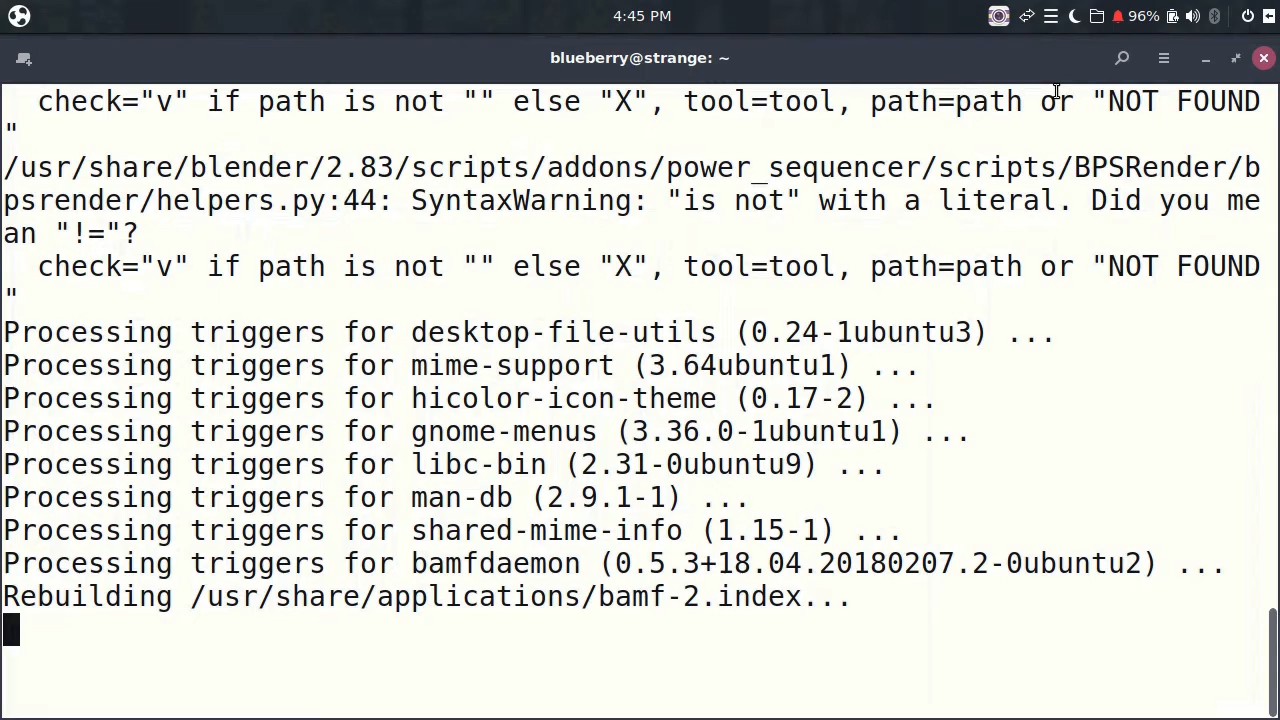 4:45 PM
96%
blueberry@strange: ~
  check="v" if path is not "" else "X", tool=tool, path=path or "NOT FOUND
"
/usr/share/blender/2.83/scripts/addons/power_sequencer/scripts/BPSRender/b
psrender/helpers.py:44: SyntaxWarning: "is not" with a literal. Did you me
an "!="?
  check="v" if path is not "" else "X", tool=tool, path=path or "NOT FOUND
"
Processing triggers for desktop-file-utils (0.24-1ubuntu3) ...
Processing triggers for mime-support (3.64ubuntu1) ...
Processing triggers for hicolor-icon-theme (0.17-2) ...
Processing triggers for gnome-menus (3.36.0-1ubuntu1) ...
Processing triggers for libc-bin (2.31-0ubuntu9) ...
Processing triggers for man-db (2.9.1-1) ...
Processing triggers for shared-mime-info (1.15-1) ...
Processing triggers for bamfdaemon (0.5.3+18.04.20180207.2-0ubuntu2) ...
Rebuilding /usr/share/applications/bamf-2.index...